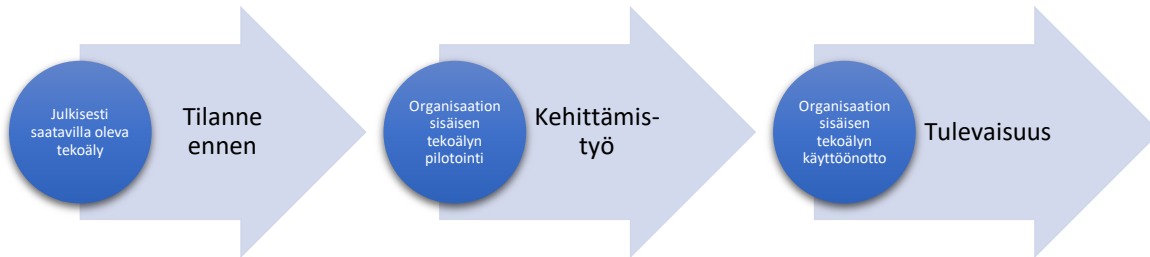 Julkisesti
saatavilla oleva
tekoäly
Tilanne
ennen
Organisaation
sisäisen
tekoälyn
pilotointi
Kehittämis-
työ
Organisaation
sisäisen
tekoälyn
käyttöönotto
Tulevaisuus